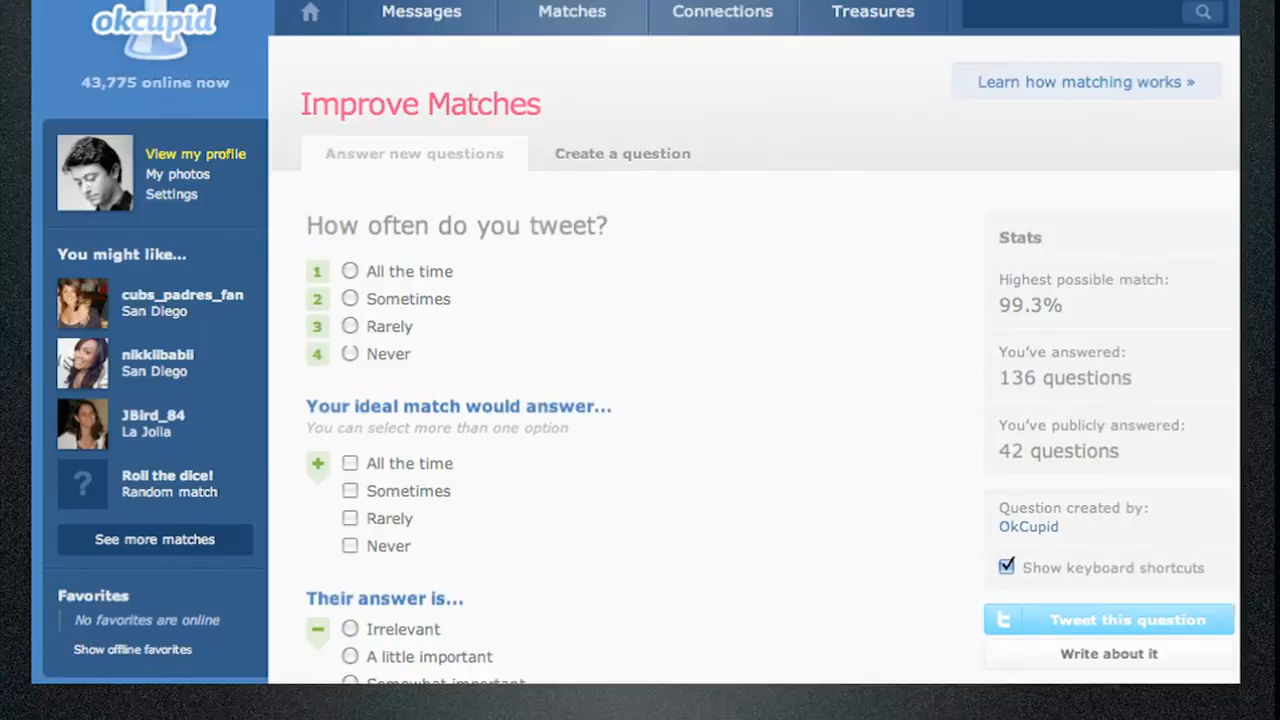 okcupid
Messages
Matches
Connections
Treasures
43,775 online now
Learn how matching works »
Improve Matches
Answer new questions
Create a question
View my profile
My photos
Settings
You might like...
cubs_padres_fan
San Diego
nikkiibabii
San Diego
JBird_84
La Jolla
?
Roll the dice!
Random match
See more matches
Favorites
No favorites are online
Show offline favorites
How often do you tweet?
1 All the time
2 Sometimes
3 Rarely
4 Never
Your ideal match would answer...
You can select more than one option
+ All the time
Sometimes
Rarely
Never
Their answer is...
− Irrelevant
A little important
Somewhat important
Stats
Highest possible match:
99.3%
You've answered:
136 questions
You've publicly answered:
42 questions
Question created by:
OkCupid
Show keyboard shortcuts
t Tweet this question
Write about it